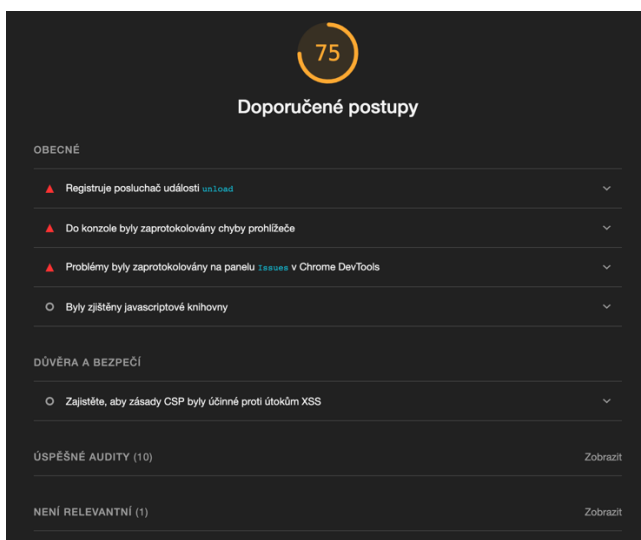 75
Doporučené postupy
OBECNÉ
Registruje posluchač události unload
Do konzole byly zaprotokolovány chyby prohlížeče
Problémy byly zaprotokolovány na panelu Issues v Chrome DevTools
Byly zjištěny javascriptové knihovny
DŮVĚRA A BEZPEČÍ
Zajistěte, aby zásady CSP byly účinné proti útokům XSS
ÚSPĚŠNÉ AUDITY (10) Zobrazit
NENÍ RELEVANTNÍ (1) Zobrazit